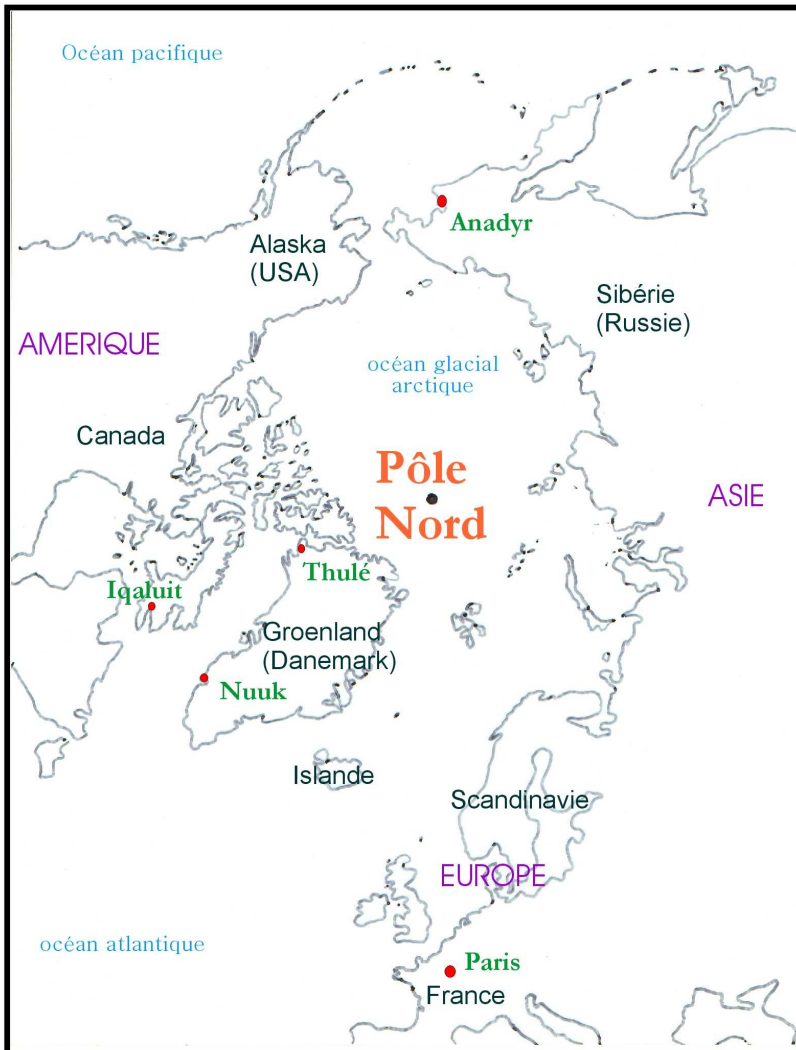 Océan pacifique
Anadyr
Alaska
(USA)
Sibérie
(Russie)
AMERIQUE
océan glacial
arctique
Canada
Pôle
Nord
ASIE
Thulé
Iqaluit
Groenland
(Danemark)
Nuuk
Islande
Scandinavie
EUROPE
océan atlantique
Paris
France